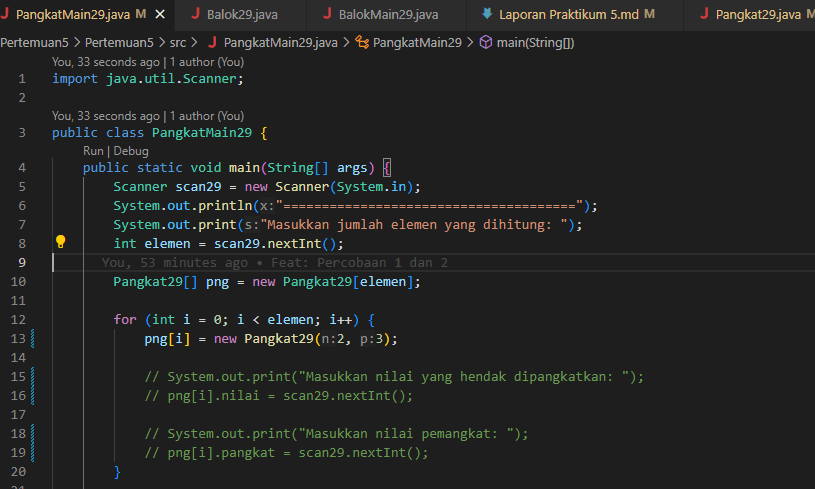 PangkatMain29.java M Balok29.java BalokMain29.java Laporan Praktikum 5.md M Pangkat29.java M
Pertemuan5 > Pertemuan5 > src > PangkatMain29.java > PangkatMain29 > main(String[])
You, 33 seconds ago | 1 author (You)
1 import java.util.Scanner;
2
You, 33 seconds ago | 1 author (You)
3 public class PangkatMain29 {
Run | Debug
4 public static void main(String[] args) {
5 Scanner scan29 = new Scanner(System.in);
6 System.out.println(x:"======================================");
7 System.out.print(s:"Masukkan jumlah elemen yang dihitung: ");
8 int elemen = scan29.nextInt();
9 You, 53 minutes ago • Feat: Percobaan 1 dan 2
10 Pangkat29[] png = new Pangkat29[elemen];
11
12 for (int i = 0; i < elemen; i++) {
13 png[i] = new Pangkat29(n:2, p:3);
14
15 // System.out.print("Masukkan nilai yang hendak dipangkatkan: ");
16 // png[i].nilai = scan29.nextInt();
17
18 // System.out.print("Masukkan nilai pemangkat: ");
19 // png[i].pangkat = scan29.nextInt();
20 }